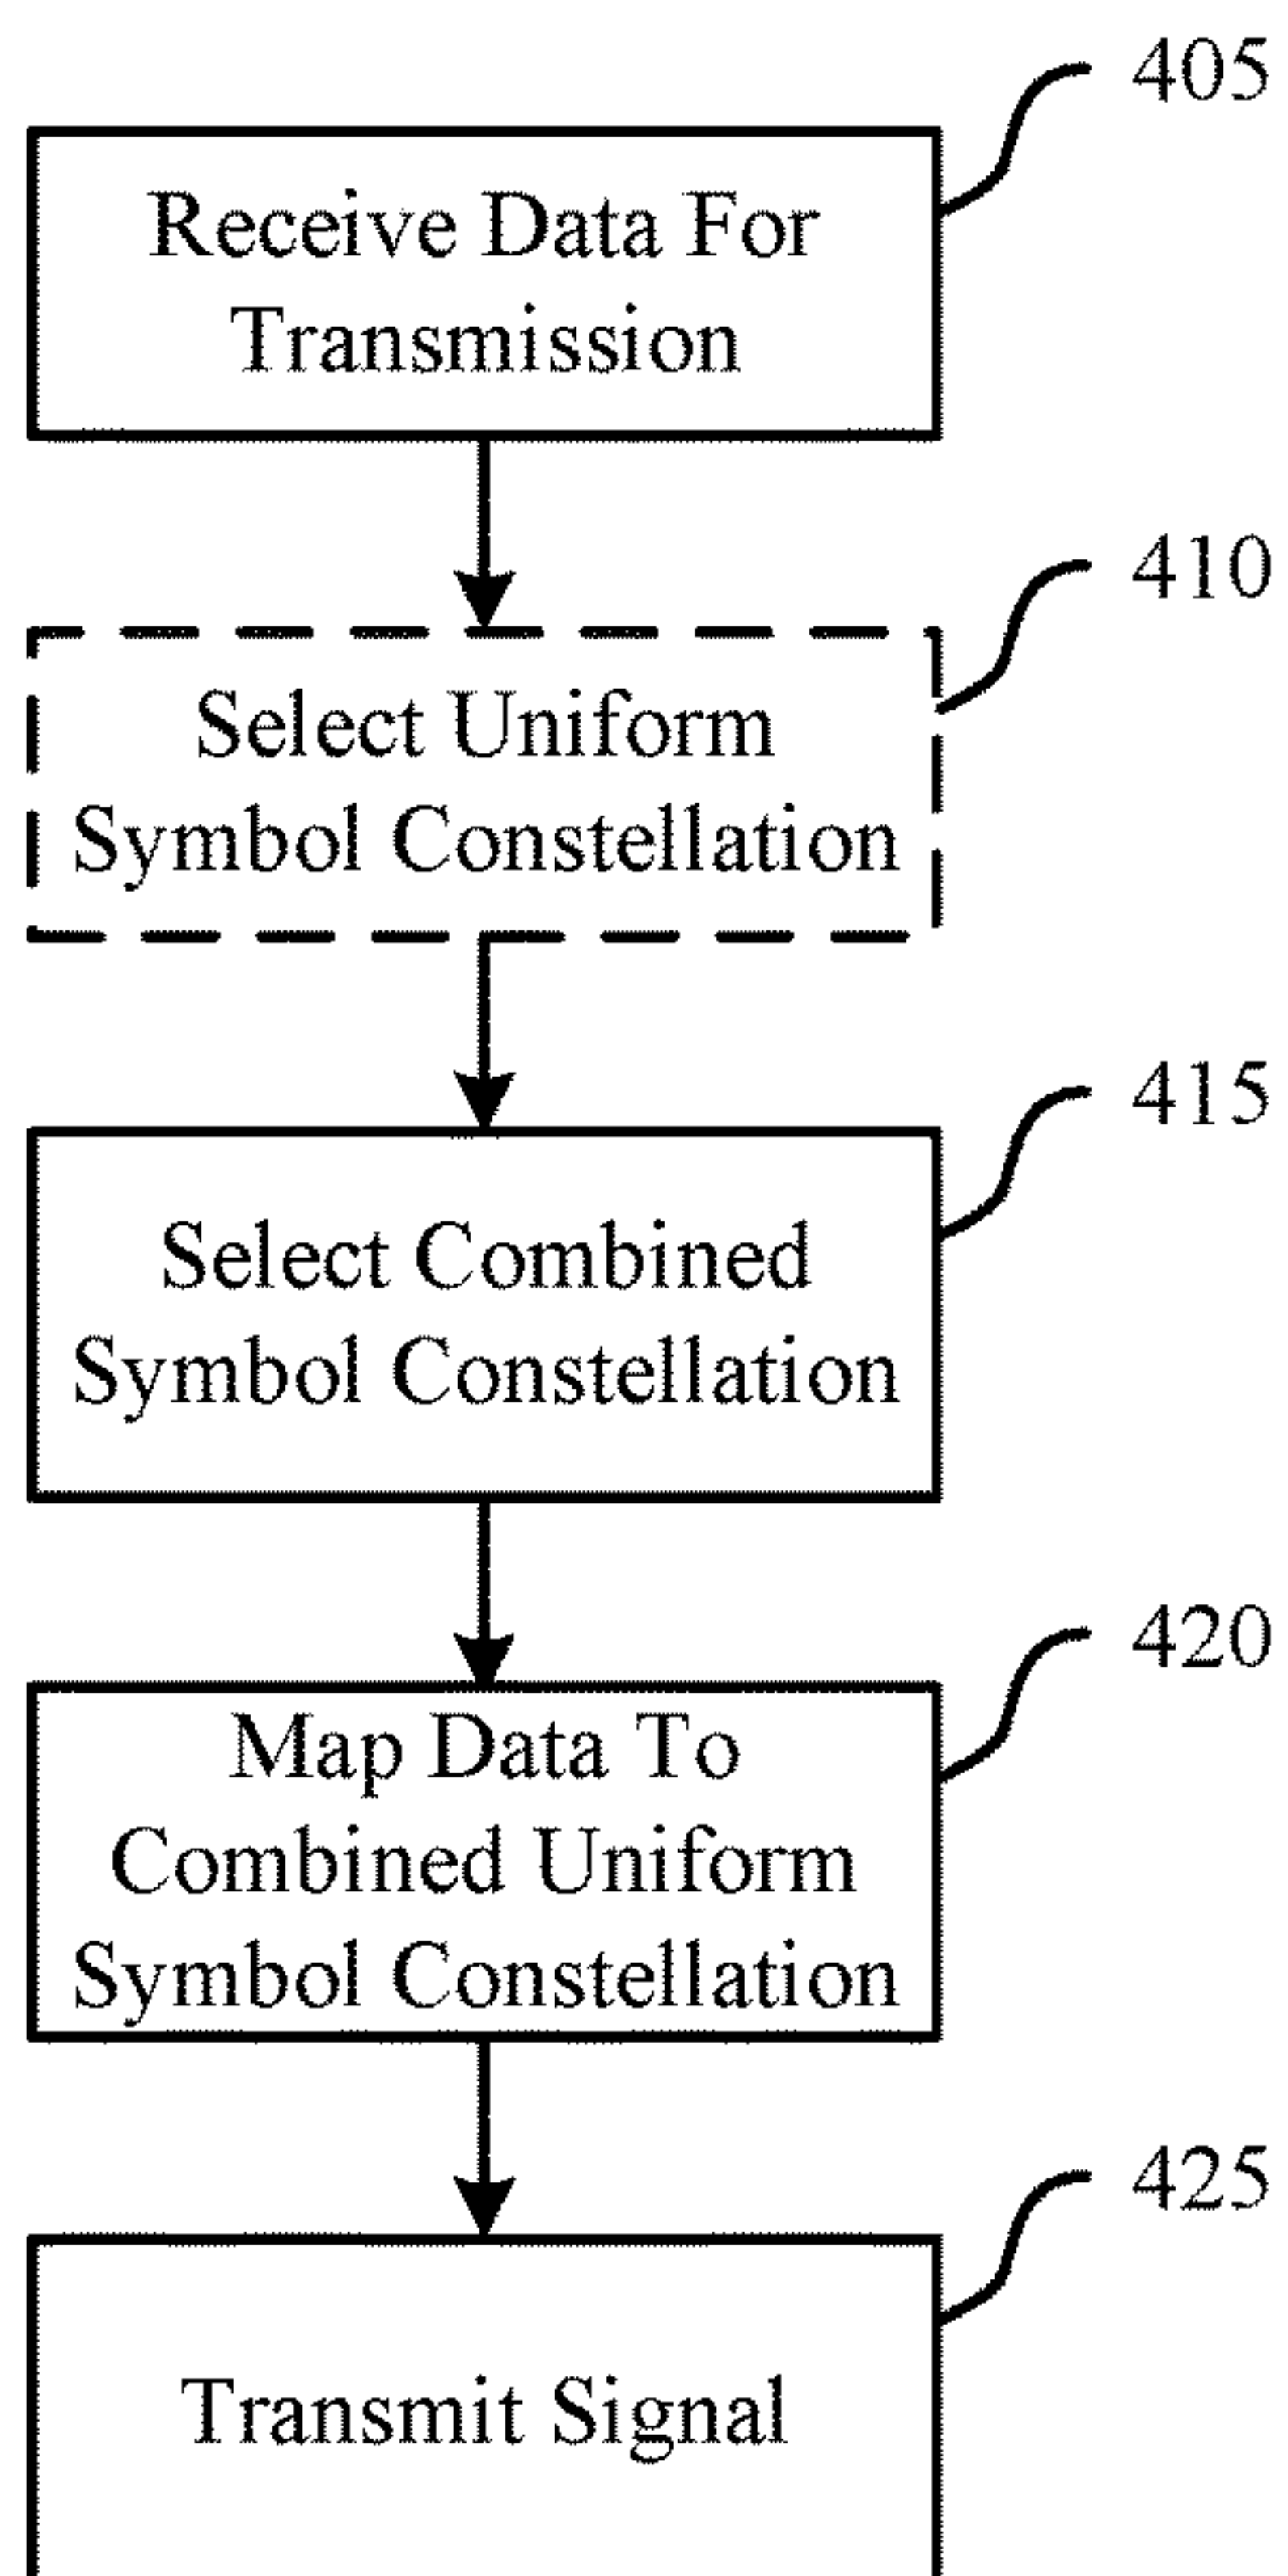 405
Receive Data For
Transmission
410
Select Uniform
Symbol Constellation
415
Select Combined
Symbol Constellation
420
Map Data To
Combined Uniform
Symbol Constellation
425
Transmit Signal